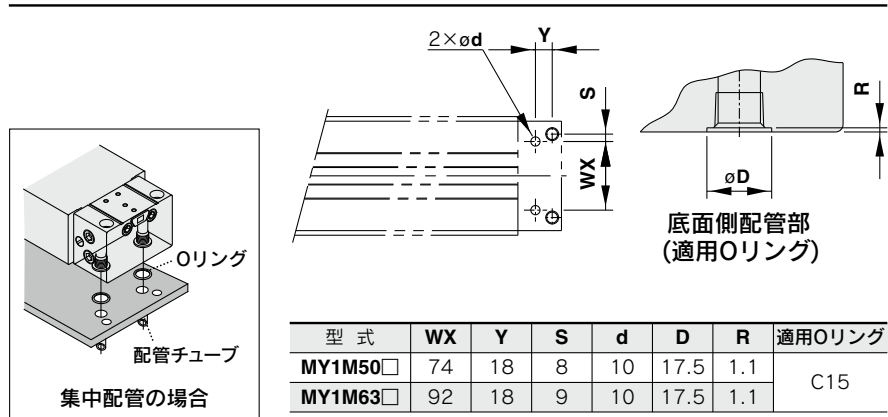 2×ød
Y
S
WX
R
øD
底面側配管部
(適用Oリング)
Oリング
配管チューブ
集中配管の場合
型 式 WX Y S d D R 適用Oリング
MY1M50□ 74 18 8 10 17.5 1.1 C15
MY1M63□ 92 18 9 10 17.5 1.1